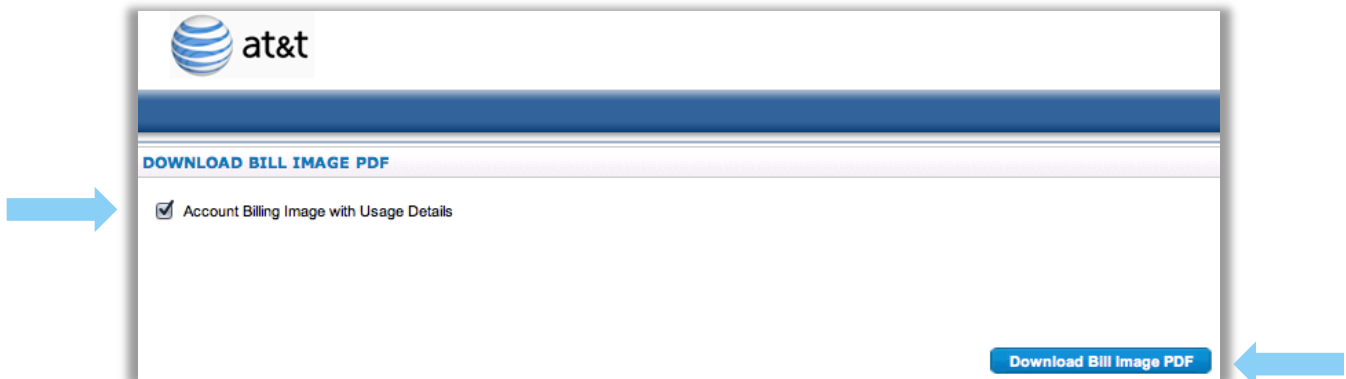 at&t
DOWNLOAD BILL IMAGE PDF
Account Billing Image with Usage Details
Download Bill Image PDF